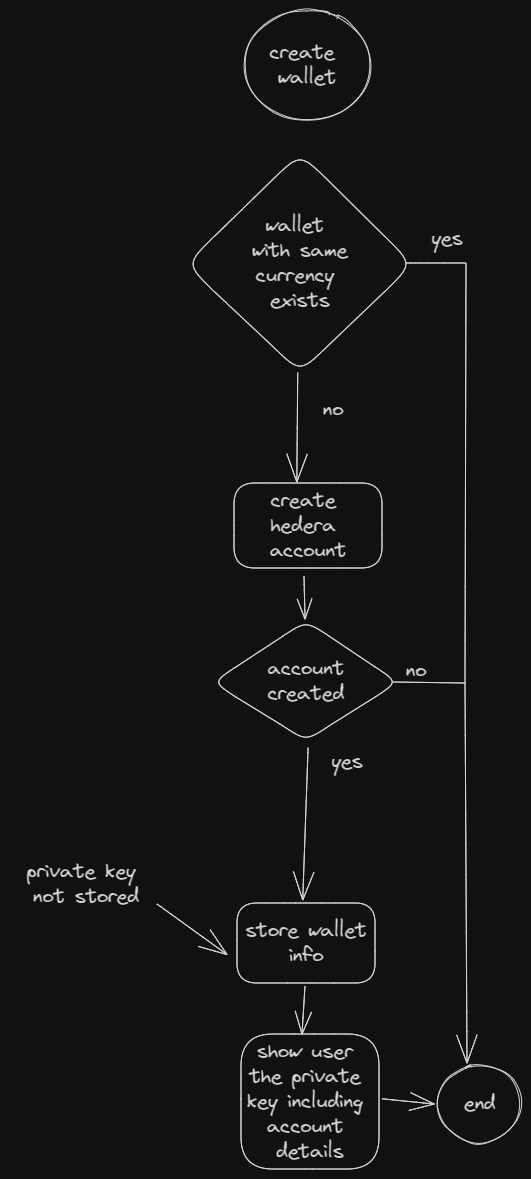 create
wallet
wallet
with same
currency
exists
yes
no
create
hedera
account
account
created
no
yes
private key
not stored
store wallet
info
show user
the private
key including
account
details
end